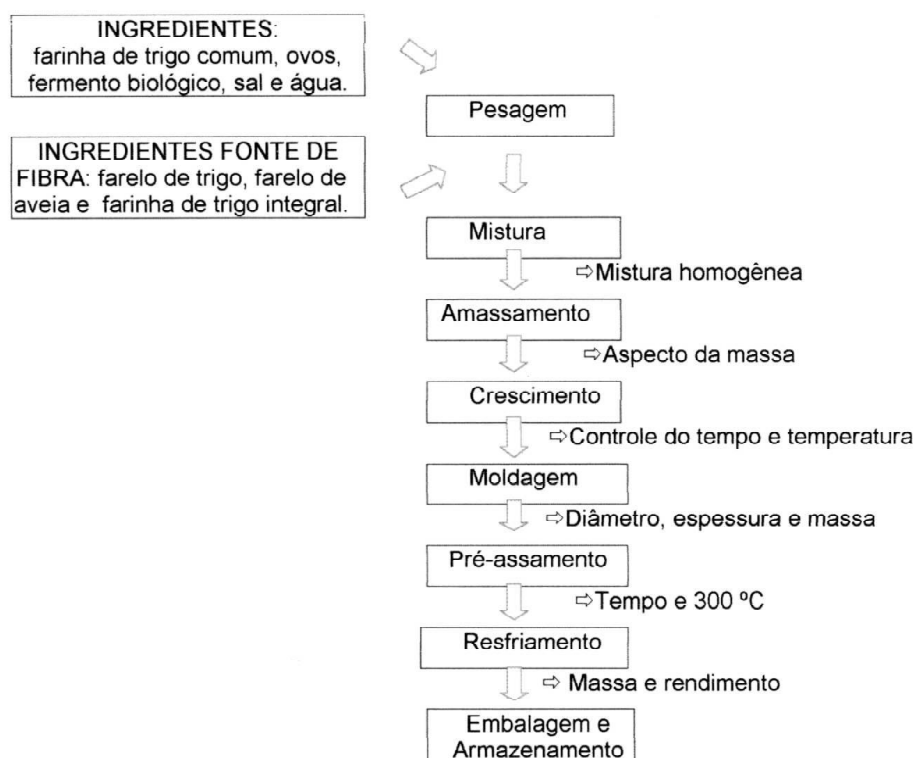 INGREDIENTES:
farinha de trigo comum, ovos,
fermento biológico, sal e água.
Pesagem
INGREDIENTES FONTE DE
FIBRA: farelo de trigo, farelo de
aveia e farinha de trigo integral.
Mistura
⇨Mistura homogênea
Amassamento
⇨Aspecto da massa
Crescimento
⇨Controle do tempo e temperatura
Moldagem
⇨Diâmetro, espessura e massa
Pré-assamento
⇨Tempo e 300 ºC
Resfriamento
⇨ Massa e rendimento
Embalagem e
Armazenamento